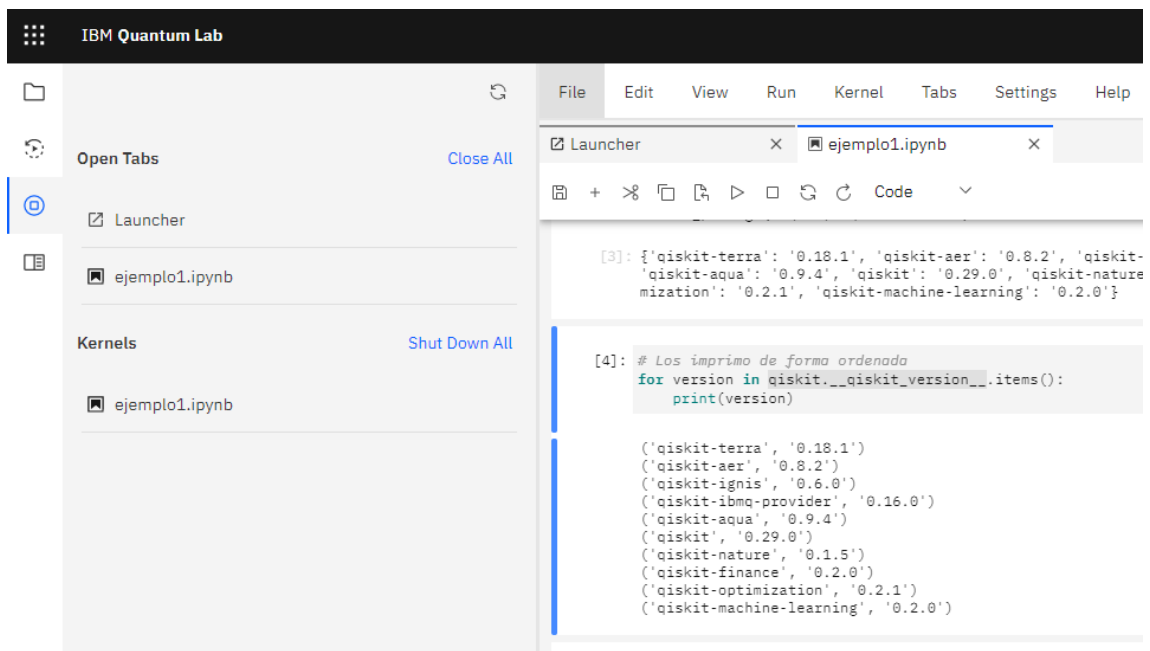 IBM Quantum Lab
File Edit View Run Kernel Tabs Settings Help
Open Tabs Close All
Launcher
ejemplo1.ipynb
Kernels Shut Down All
ejemplo1.ipynb
Launcher ejemplo1.ipynb
Code
[3]: {'qiskit-terra': '0.18.1', 'qiskit-aer': '0.8.2', 'qiskit-
'qiskit-aqua': '0.9.4', 'qiskit': '0.29.0', 'qiskit-nature
mization': '0.2.1', 'qiskit-machine-learning': '0.2.0'}
[4]: # Los imprimo de forma ordenada
for version in qiskit.__qiskit_version__.items():
print(version)
('qiskit-terra', '0.18.1')
('qiskit-aer', '0.8.2')
('qiskit-ignis', '0.6.0')
('qiskit-ibmq-provider', '0.16.0')
('qiskit-aqua', '0.9.4')
('qiskit', '0.29.0')
('qiskit-nature', '0.1.5')
('qiskit-finance', '0.2.0')
('qiskit-optimization', '0.2.1')
('qiskit-machine-learning', '0.2.0')